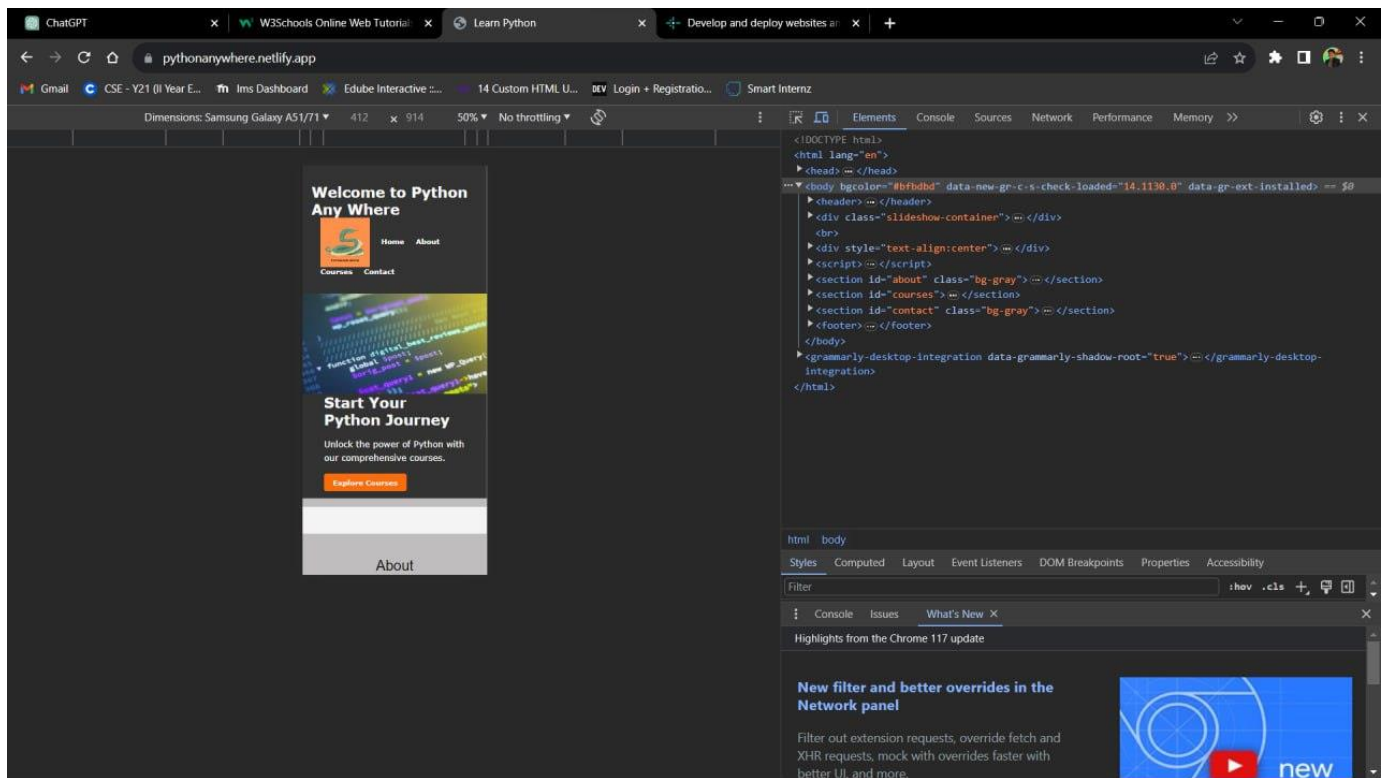 ChatGPT
W3Schools Online Web Tutorial
Learn Python
Develop and deploy websites an
pythonanywhere.netlify.app
Gmail
CSE - Y21 (II Year E...
Ims Dashboard
Edube Interactive ::...
14 Custom HTML U...
DEV Login + Registratio...
Smart Internz
Dimensions: Samsung Galaxy A51/71 ▼ 412 x 914 50% ▼ No throttling ▼
Welcome to Python
Any Where
Home About
Courses Contact
function digital_best_reviews_posts
global $post;
Start Your
Python Journey
Unlock the power of Python with
our comprehensive courses.
Explore Courses
About
Elements Console Sources Network Performance Memory >>
<!DOCTYPE html>
<html lang="en">
<head> ••• </head>
••• <body bgcolor="#bfbdbd" data-new-gr-c-s-check-loaded="14.1130.0" data-gr-ext-installed> == $0
<header> ••• </header>
<div class="slideshow-container"> ••• </div>
<br>
<div style="text-align:center"> ••• </div>
<script> ••• </script>
<section id="about" class="bg-gray"> ••• </section>
<section id="courses"> ••• </section>
<section id="contact" class="bg-gray"> ••• </section>
<footer> ••• </footer>
</body>
<grammarly-desktop-integration data-grammarly-shadow-root="true"> ••• </grammarly-desktop-
integration>
</html>
html body
Styles Computed Layout Event Listeners DOM Breakpoints Properties Accessibility
Filter
:hov .cls
Console Issues What's New
Highlights from the Chrome 117 update
New filter and better overrides in the
Network panel
Filter out extension requests, override fetch and
XHR requests, mock with overrides faster with
better UI, and more.
new